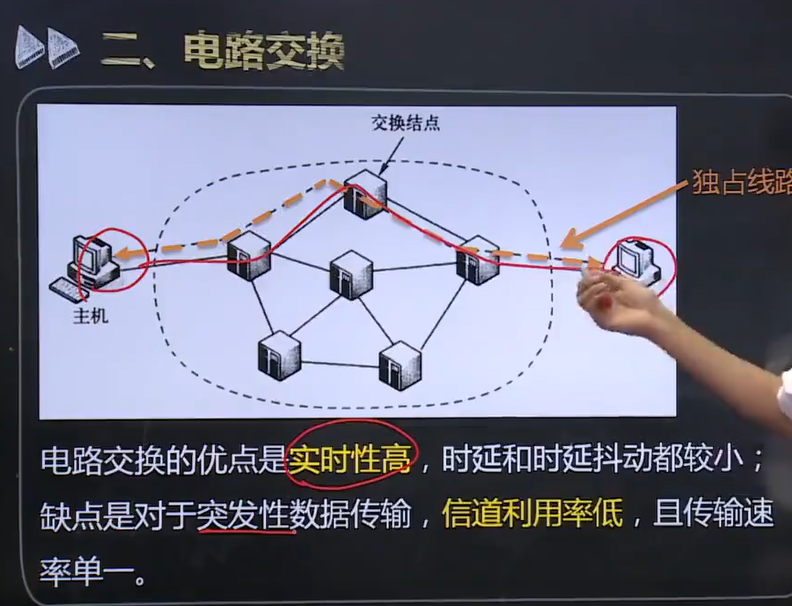 二、电路交换
交换结点
独占线路
主机
电路交换的优点是实时性高，时延和时延抖动都较小；
缺点是对于突发性数据传输，信道利用率低，且传输速
率单一。